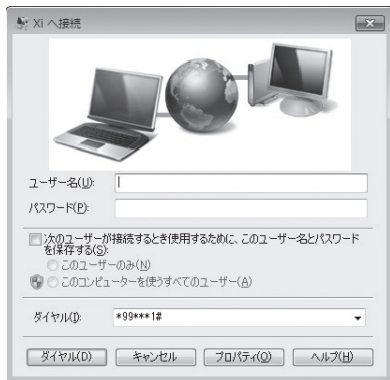 Xi へ接続
ユーザー名(U):
パスワード(P):
次のユーザーが接続するとき使用するために、このユーザー名とパスワード
を保存する(S):
このユーザーのみ(N)
このコンピューターを使うすべてのユーザー(A)
ダイヤル(I):
*99***1#
ダイヤル(D) キャンセル プロパティ(O) ヘルプ(H)